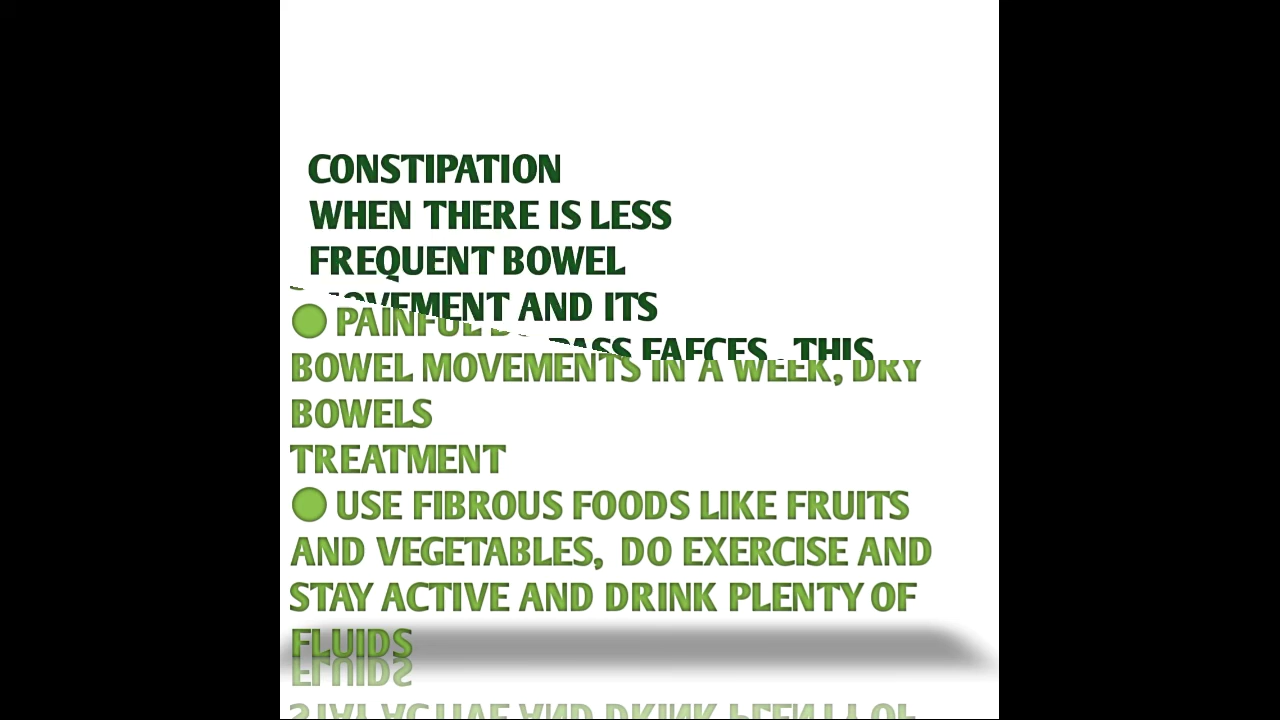 CONSTIPATION
WHEN THERE IS LESS
FREQUENT BOWEL
MOVEMENT AND ITS
PASS FAECES. THIS
PAINFUL
BOWEL MOVEMENTS IN A WEEK, DRY
BOWELS
TREATMENT
USE FIBROUS FOODS LIKE FRUITS
AND VEGETABLES, DO EXERCISE AND
STAY ACTIVE AND DRINK PLENTY OF
FLUIDS